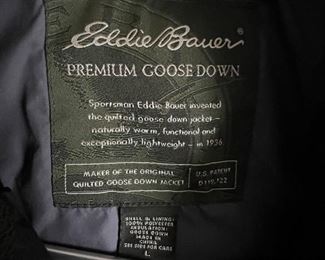 Eddie Bauer®
PREMIUM GOOSE DOWN
Sportsman Eddie Bauer invented
the quilted goose down jacket–
naturally warm, functional and
exceptionally lightweight – in 1936
MAKER OF THE ORIGINAL
QUILTED GOOSE DOWN JACKET
U.S. PATENT
SHELL & LINING:
100% POLYESTER
INSULATION:
GOOSE DOWN
MADE IN
CHINA
SEE SIDE FOR CARE
L